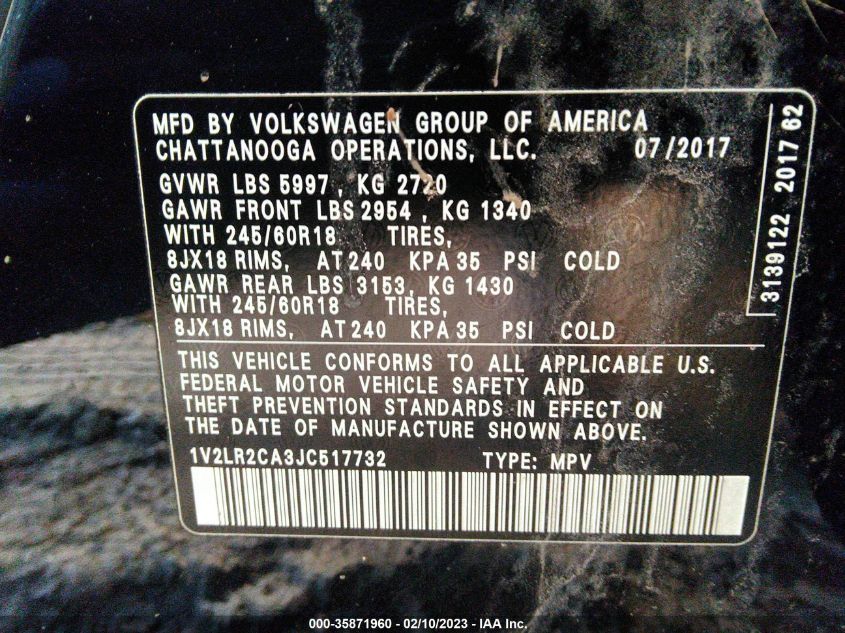 MFD BY VOLKSWAGEN GROUP OF AMERICA
CHATTANOOGA OPERATIONS, LLC. 07/2017
GVWR LBS 5997, KG 2720
GAWR FRONT LBS 2954, KG 1340
WITH 245/60R18 TIRES,
8JX18 RIMS, AT 240 KPA 35 PSI COLD
GAWR REAR LBS 3153, KG 1430
WITH 245/60R18 TIRES,
8JX18 RIMS, AT 240 KPA 35 PSI COLD
THIS VEHICLE CONFORMS TO ALL APPLICABLE U.S.
FEDERAL MOTOR VEHICLE SAFETY AND
THEFT PREVENTION STANDARDS IN EFFECT ON
THE DATE OF MANUFACTURE SHOWN ABOVE.
1V2LR2CA3JC517732 TYPE: MPV
3139122 2017 62
000-35871960 - 02/10/2023 - IAA Inc.